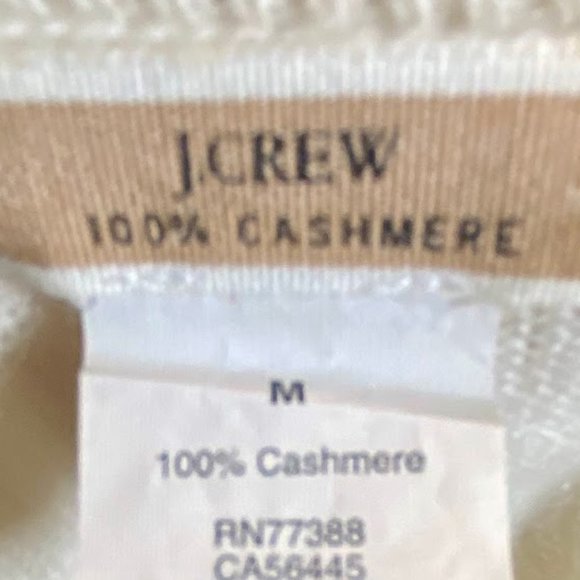 J.CREW
100% CASHMERE
M
100% Cashmere
RN77388
CA56445